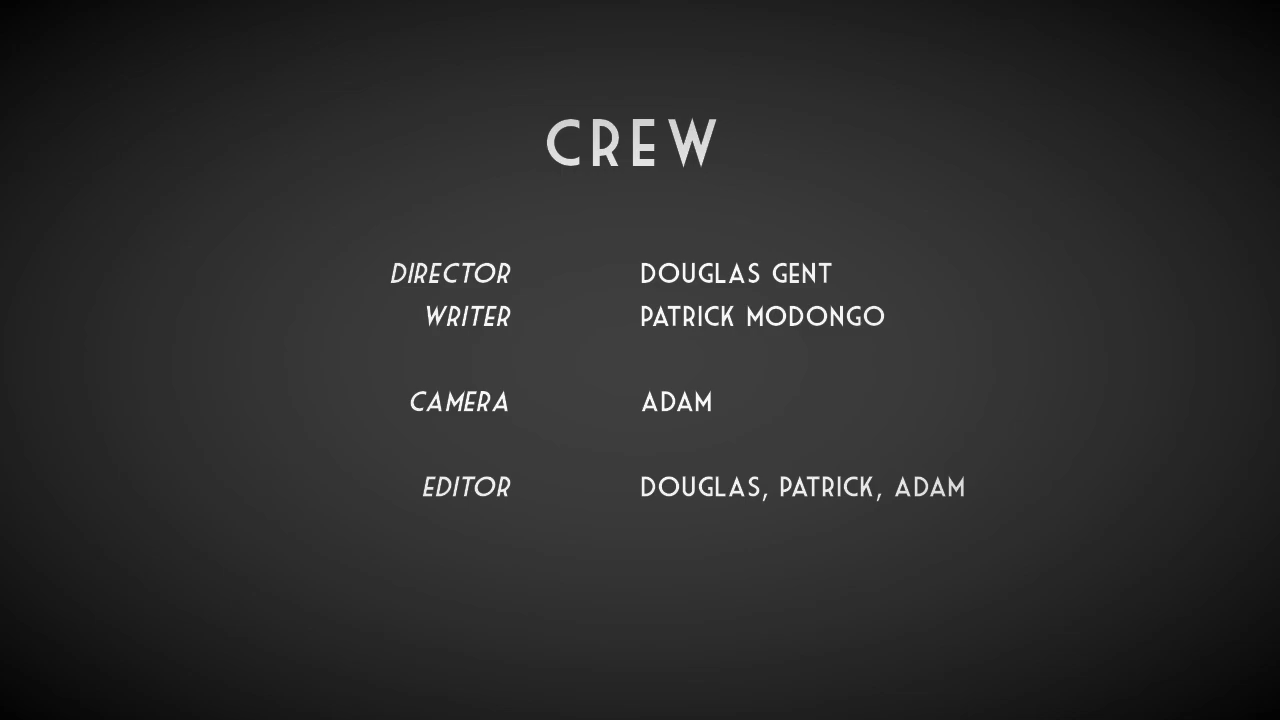 CREW
DIRECTOR DOUGLAS GENT
WRITER PATRICK MODONGO
CAMERA ADAM
EDITOR DOUGLAS, PATRICK, ADAM